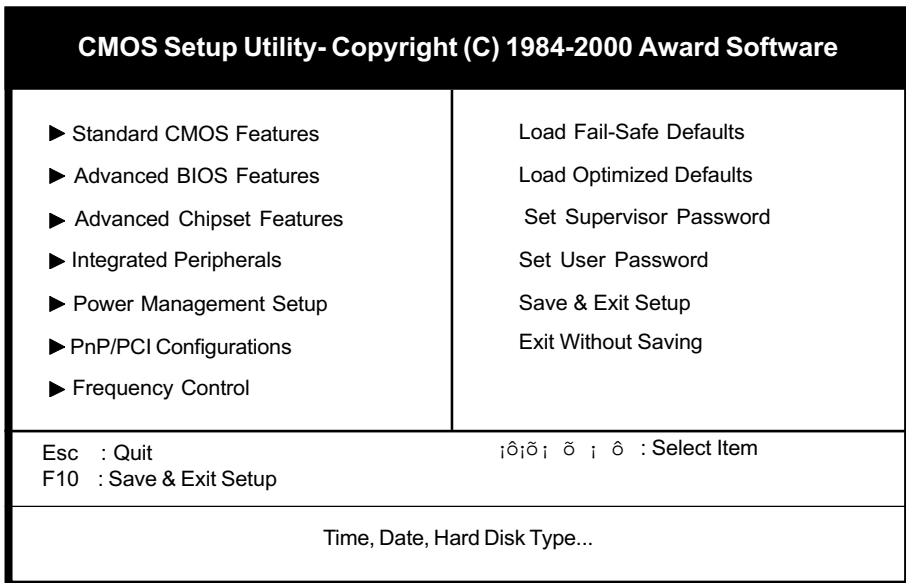 CMOS Setup Utility- Copyright (C) 1984-2000 Award Software
▶ Standard CMOS Features
▶ Advanced BIOS Features
▶ Advanced Chipset Features
▶ Integrated Peripherals
▶ Power Management Setup
▶ PnP/PCI Configurations
▶ Frequency Control
Load Fail-Safe Defaults
Load Optimized Defaults
Set Supervisor Password
Set User Password
Save & Exit Setup
Exit Without Saving
Esc : Quit
F10 : Save & Exit Setup
¡ô¡õ¡ õ ¡ ô : Select Item
Time, Date, Hard Disk Type...